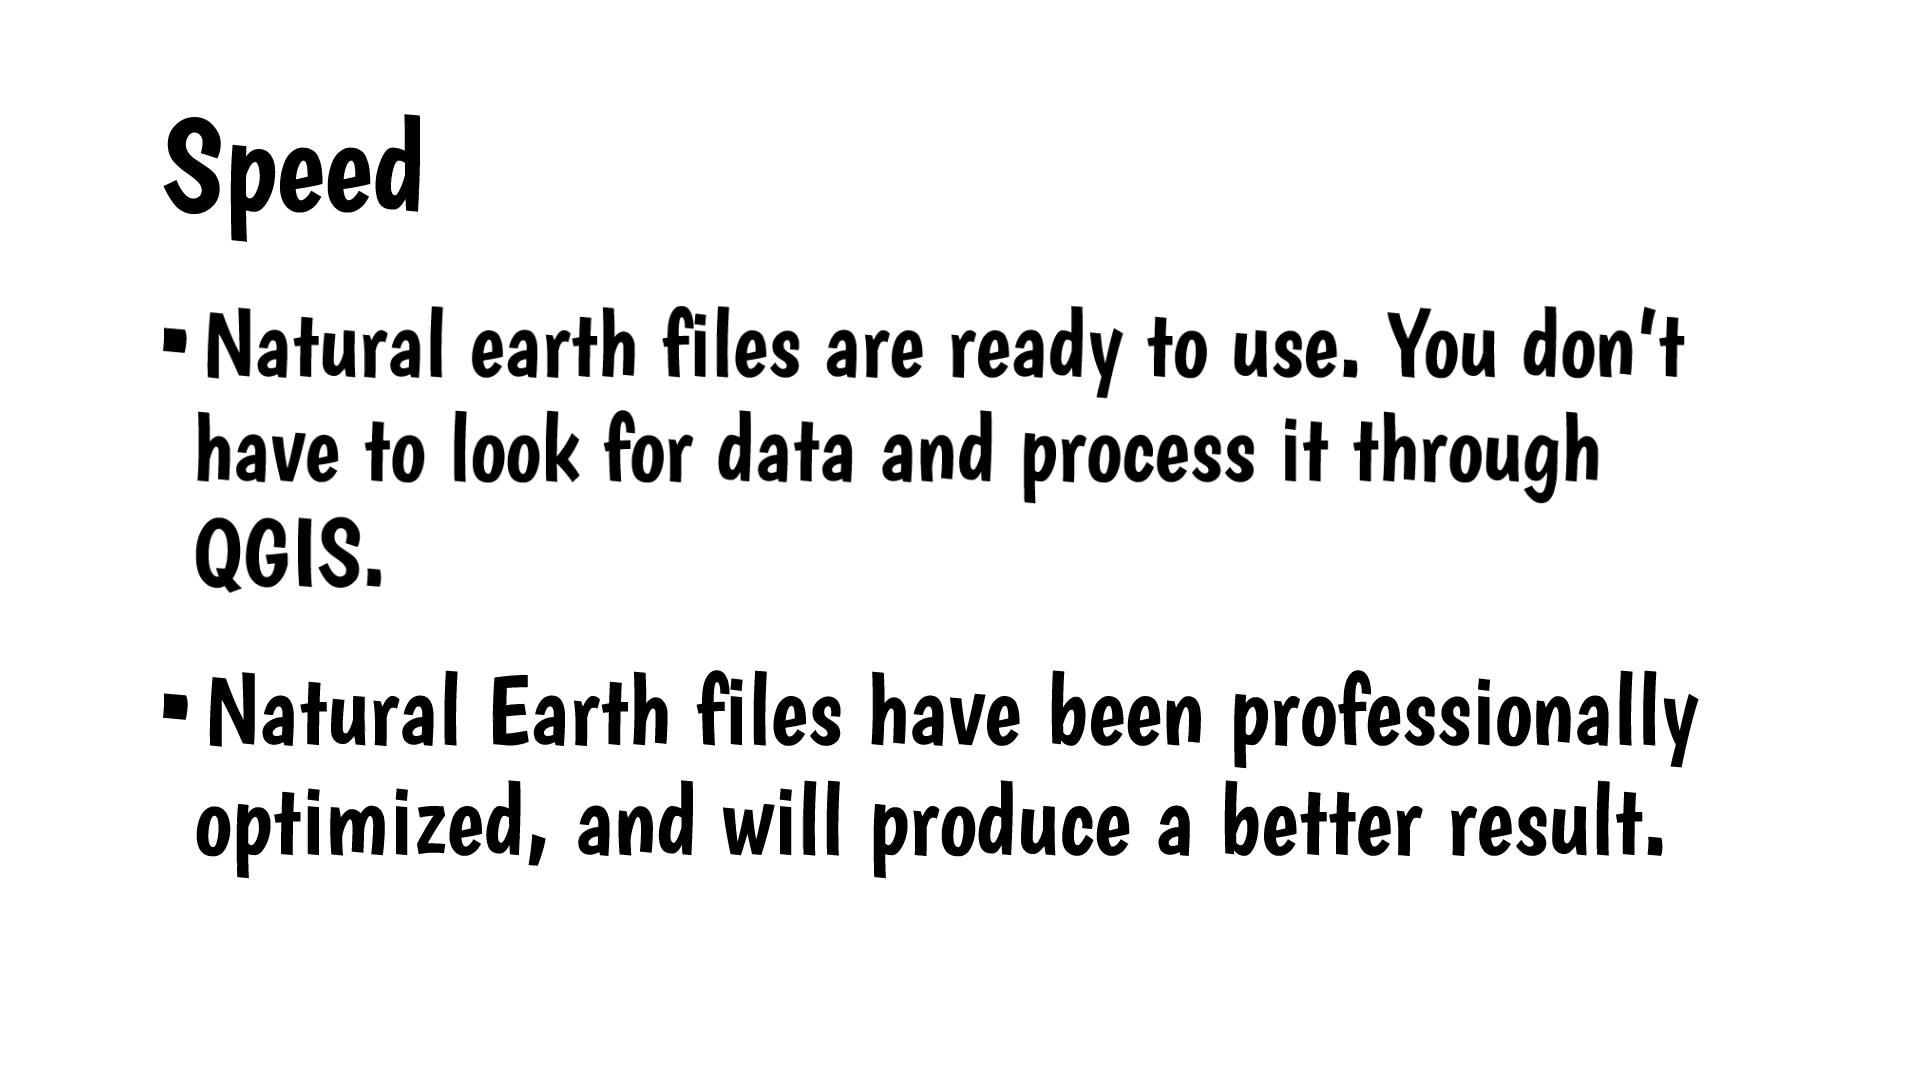 Speed
▪ Natural earth files are ready to use. You don't
have to look for data and process it through
QGIS.
▪ Natural Earth files have been professionally
optimized, and will produce a better result.